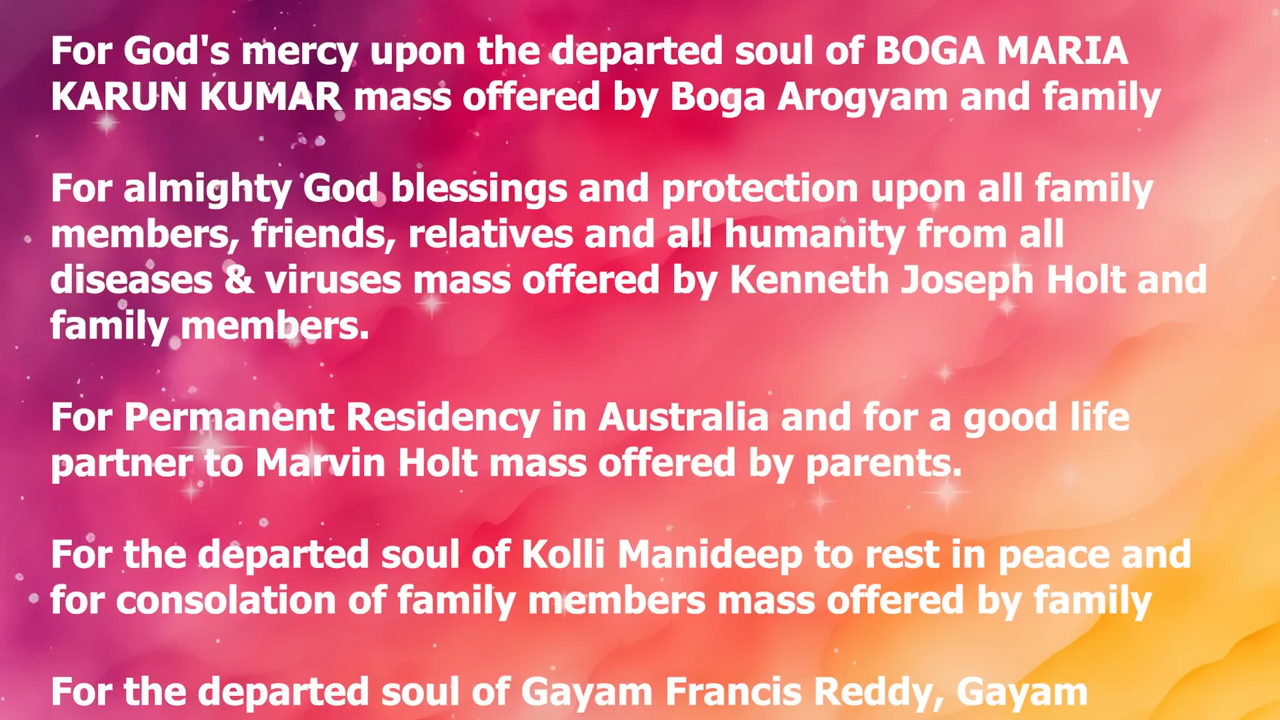 For God's mercy upon the departed soul of BOGA MARIA
KARUN KUMAR mass offered by Boga Arogyam and family
For almighty God blessings and protection upon all family
members, friends, relatives and all humanity from all
diseases & viruses mass offered by Kenneth Joseph Holt and
family members.
For Permanent Residency in Australia and for a good life
partner to Marvin Holt mass offered by parents.
For the departed soul of Kolli Manideep to rest in peace and
for consolation of family members mass offered by family
For the departed soul of Gayam Francis Reddy, Gayam